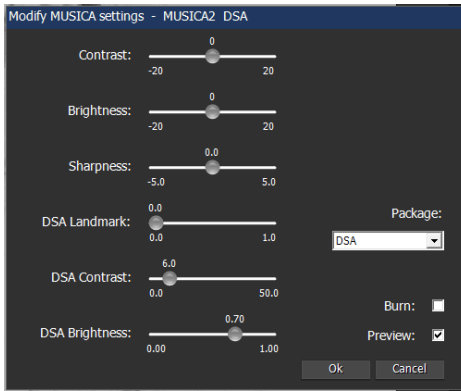 Modify MUSICA settings - MUSICA2 DSA
0
Contrast:
-20 20
0
Brightness:
-20 20
0.0
Sharpness:
-5.0 5.0
0.0
DSA Landmark:
0.0 1.0
Package:
DSA
6.0
DSA Contrast:
0.0 50.0
Burn:
0.70
DSA Brightness:
0.00 1.00
Preview:
Ok Cancel